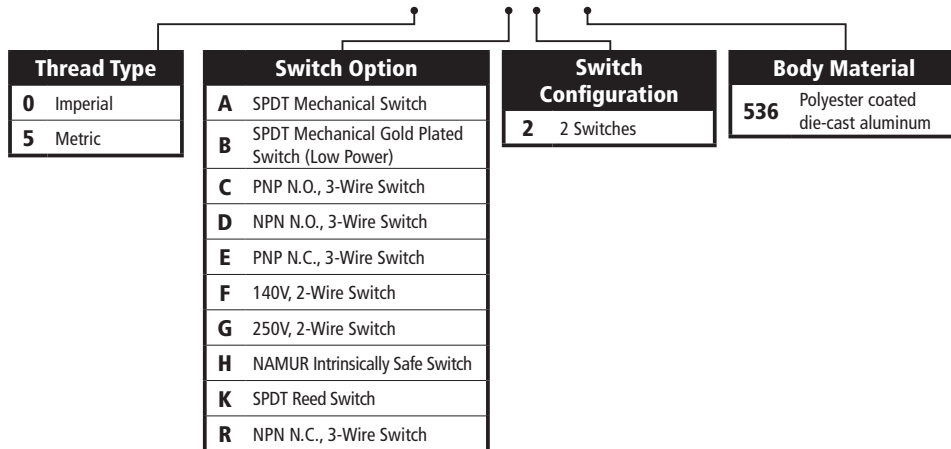 Thread Type
0 Imperial
5 Metric
Switch Option
A SPDT Mechanical Switch
B SPDT Mechanical Gold Plated
Switch (Low Power)
C PNP N.O., 3-Wire Switch
D NPN N.O., 3-Wire Switch
E PNP N.C., 3-Wire Switch
F 140V, 2-Wire Switch
G 250V, 2-Wire Switch
H NAMUR Intrinsically Safe Switch
K SPDT Reed Switch
R NPN N.C., 3-Wire Switch
Switch
Configuration
2 2 Switches
Body Material
536 Polyester coated
die-cast aluminum